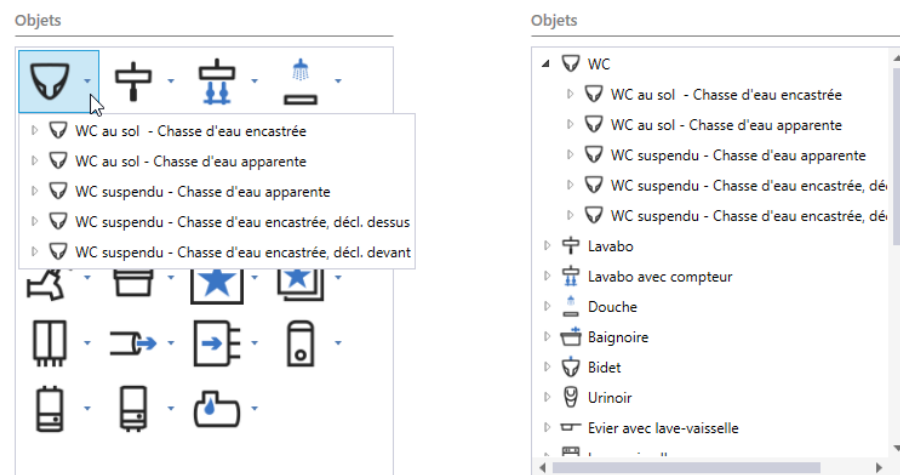 Objets
WC au sol  - Chasse d'eau encastrée
WC au sol - Chasse d'eau apparente
WC suspendu - Chasse d'eau apparente
WC suspendu - Chasse d'eau encastrée, décl. dessus
WC suspendu - Chasse d'eau encastrée, décl. devant
Objets
WC
WC au sol  - Chasse d'eau encastrée
WC au sol - Chasse d'eau apparente
WC suspendu - Chasse d'eau apparente
WC suspendu - Chasse d'eau encastrée, dé
WC suspendu - Chasse d'eau encastrée, dé
Lavabo
Lavabo avec compteur
Douche
Baignoire
Bidet
Urinoir
Evier avec lave-vaisselle